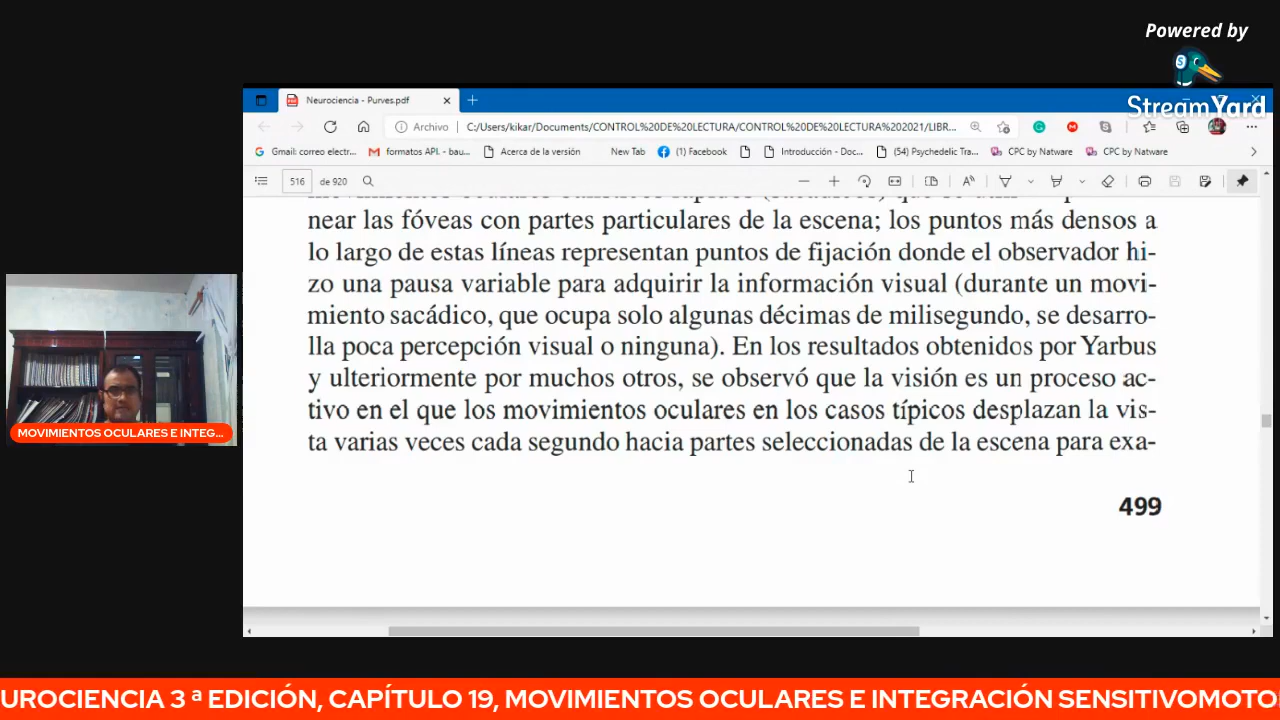 Powered by
StreamYard
Neurociencia - Purves.pdf
Archivo
C:/Users/kikar/Documents/CONTROL%20DE%20LECTURA/CONTROL%20DE%20LECTURA%202021/LIBR...
Gmail: correo electr...
formatos API. - bau...
Acerca de la versión
New Tab
(1) Facebook
Introducción - Doc...
(54) Psychedelic Tra...
CPC by Natware
CPC by Natware
516
de 920
near las fóveas con partes particulares de la escena; los puntos más densos a
lo largo de estas líneas representan puntos de fijación donde el observador hi-
zo una pausa variable para adquirir la información visual (durante un movi-
miento sacádico, que ocupa solo algunas décimas de milisegundo, se desarro-
lla poca percepción visual o ninguna). En los resultados obtenidos por Yarbus
y ulteriormente por muchos otros, se observó que la visión es un proceso ac-
tivo en el que los movimientos oculares en los casos típicos desplazan la vis-
ta varias veces cada segundo hacia partes seleccionadas de la escena para exa-
499
MOVIMIENTOS OCULARES E INTEG...
UROCIENCIA 3 ª EDICIÓN, CAPÍTULO 19, MOVIMIENTOS OCULARES E INTEGRACIÓN SENSITIVOMOTO